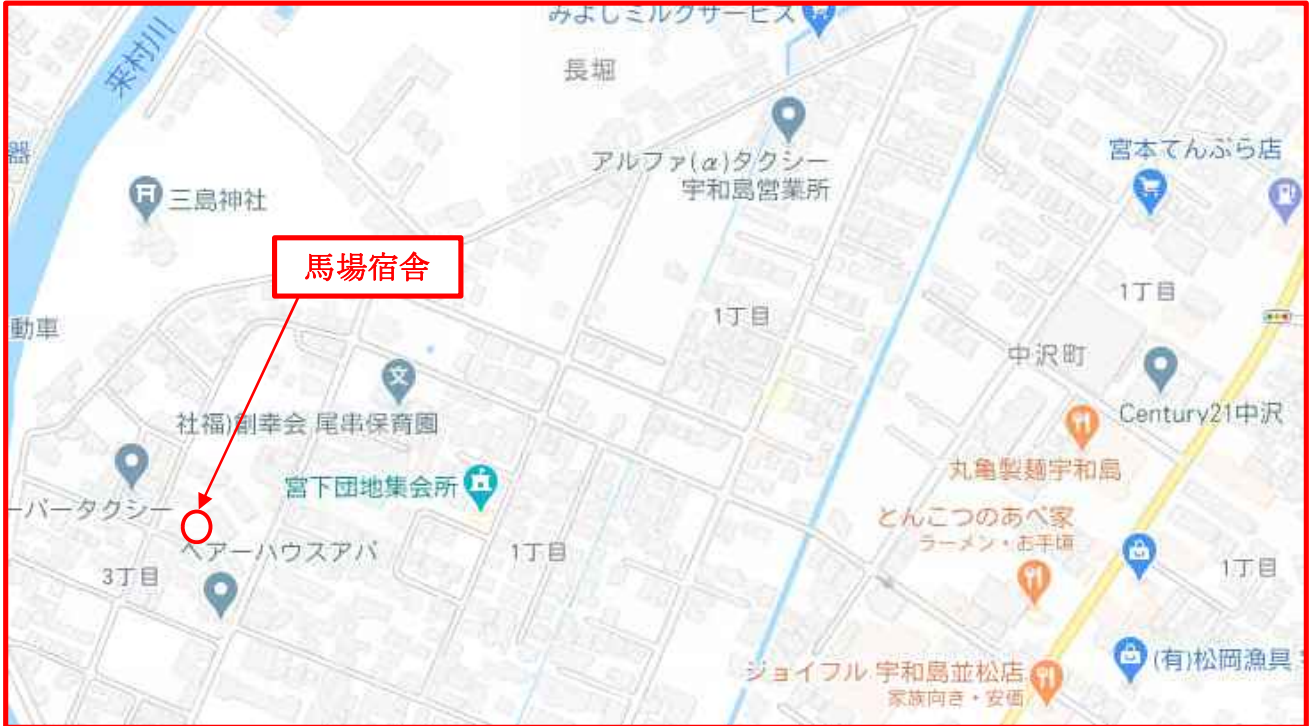 みよしミルクサービス
来村川
長堀
器
アルファ(α)タクシー
宇和島営業所
宮本てんぷら店
三島神社
馬場宿舎
1丁目
1丁目
動車
中沢町
社福)創幸会 尾串保育園
Century21中沢
丸亀製麺宇和島
宮下団地集会所
ーパータクシー
とんこつのあべ家
ラーメン・お手頃
ヘアーハウスアバ
1丁目
3丁目
1丁目
ジョイフル 宇和島並松店
家族向き・安価
(有)松岡漁具